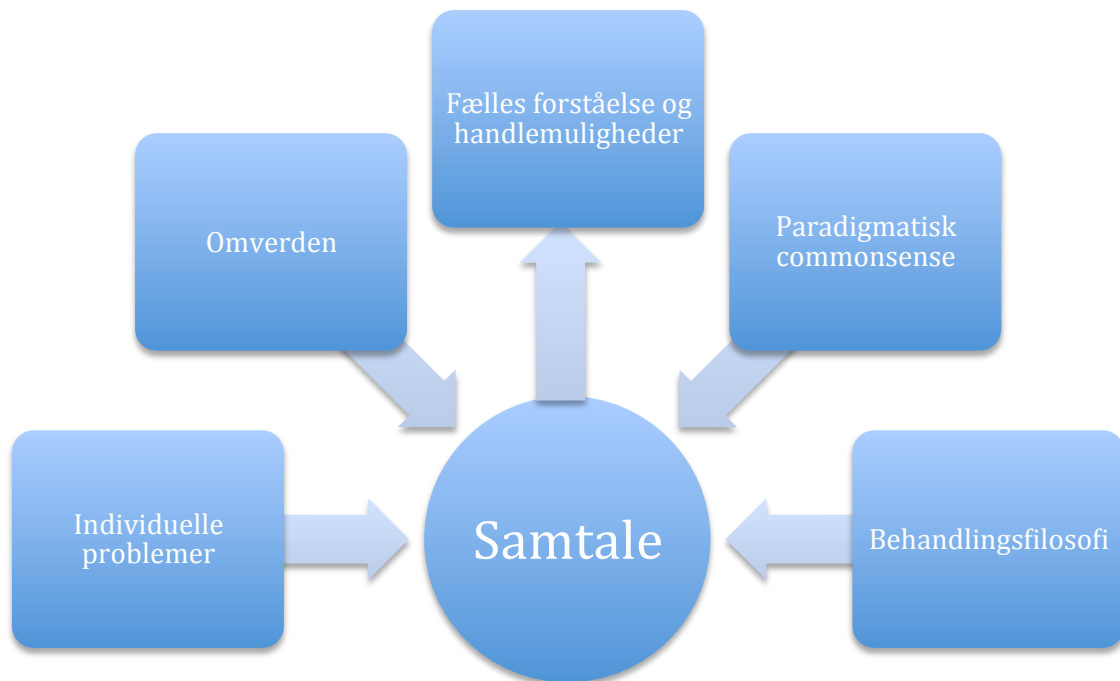 Fælles forståelse og
handlemuligheder
Omverden
Paradigmatisk
commonsense
Individuelle
problemer
Samtale
Behandlingsfilosofi